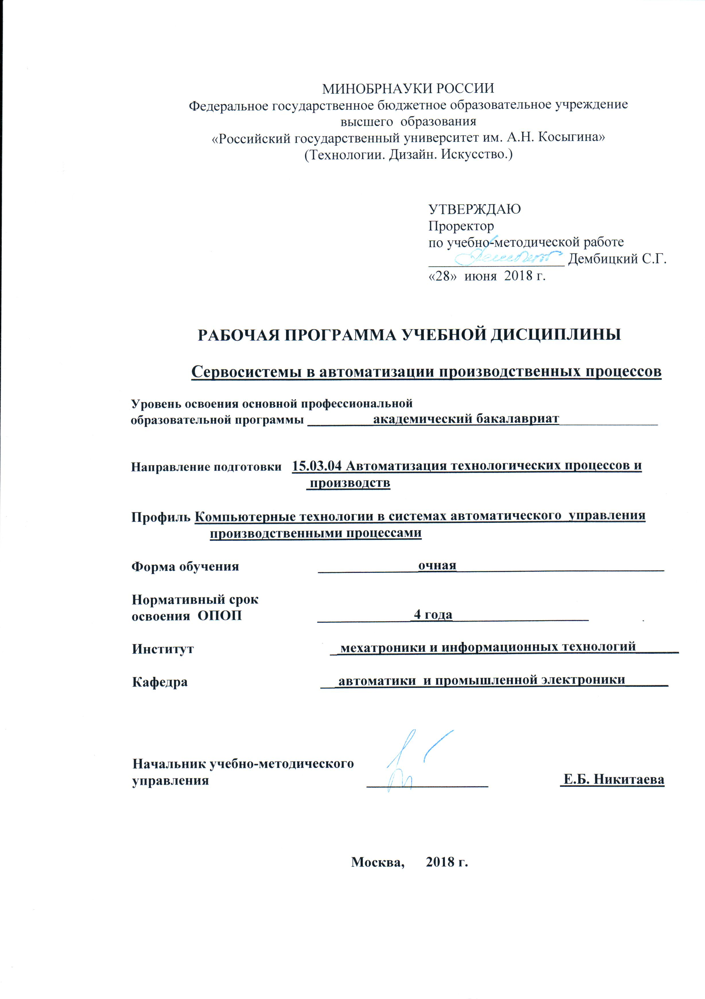 МИНОБРНАУКИ РОССИИ
Федеральное государственное бюджетное образовательное учреждение
высшего образования
«Российский государственный университет им. А.Н. Косыгина»
(Технологии. Дизайн. Искусство.)
УТВЕРЖДАЮ
Проректор
по учебно-методической работе
Дембицкий С.Г.
«28» июня 2018 г.
РАБОЧАЯ ПРОГРАММА УЧЕБНОЙ ДИСЦИПЛИНЫ
Сервосистемы в автоматизации производственных процессов
Уровень освоения основной профессиональной
образовательной программы академический бакалавриат
Направление подготовки 15.03.04 Автоматизация технологических процессов и
производств
Профиль Компьютерные технологии в системах автоматического управления
производственными процессами
Форма обучения очная
Нормативный срок
освоения ОПОП 4 года
Институт мехатроники и информационных технологий
Кафедра автоматики и промышленной электроники
Начальник учебно-методического
управления Е.Б. Никитаева
Москва, 2018 г.